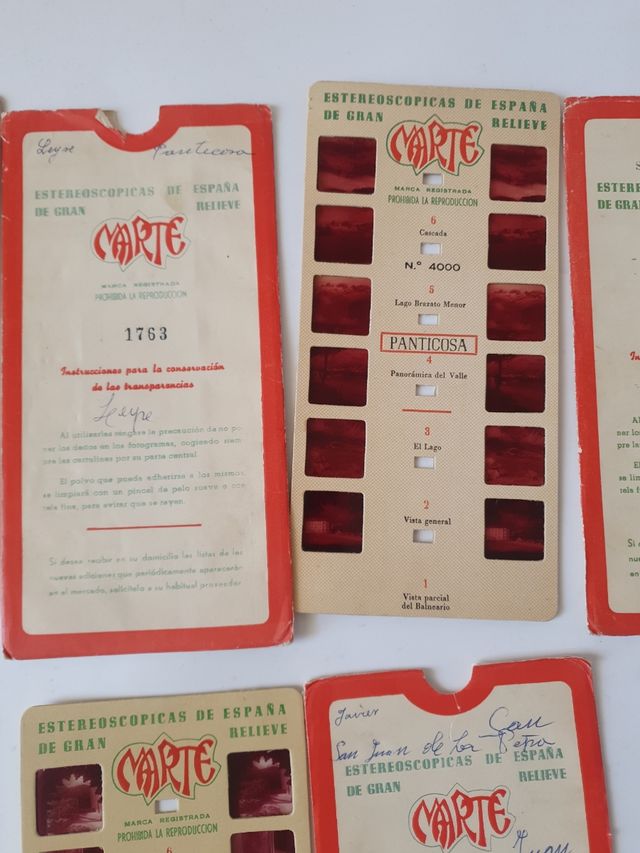 Leyre Panticosa
ESTEREOSCOPICAS DE ESPAÑA
DE GRAN RELIEVE
MARTE
MARCA REGISTRADA
PROHIBIDA LA REPRODUCCION
1763
Instrucciones para la conservación
de las transparencias
Leyre
Al utilizarlas téngase la precaución de no po-
ner los dedos en los fotogramas, cogiendo siem-
pre las cartulinas por su parte central.
El polvo que pueda adherirse a los mismos,
se limpiará con un pincel de pelo suave o con
tela fina, para evitar que se rayen.
Si desea recibir en su domicilio las listas de las
nuevas ediciones que periódicamente aparecerán
en el mercado, solicítelo a su habitual proveedor
ESTEREOSCOPICAS DE ESPAÑA
DE GRAN RELIEVE
MARTE
MARCA REGISTRADA
PROHIBIDA LA REPRODUCCION
6
Cascada
N.º 4000
5
Lago Brazato Menor
PANTICOSA
4
Panorámica del Valle
3
El Lago
2
Vista general
1
Vista parcial
del Balneario
ESTEREOSCOPICAS DE ESPAÑA
DE GRAN RELIEVE
MARTE
MARCA REGISTRADA
PROHIBIDA LA REPRODUCCION
6
Javier
San Juan de la Peña
ESTEREOSCOPICAS DE ESPAÑA
DE GRAN RELIEVE
MARTE